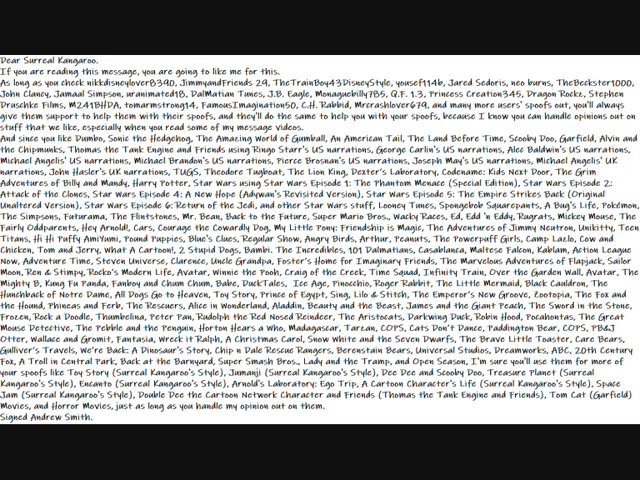 Dear Surreal Kangaroo.
If you are reading this message, you are going to like me for this.
As long as you check nikkdisneylover8390, JimmyandFriends 29, TheTrainBoy43DisneyStyle, yousef114b, Jared Sedoris, neo burns, TheBeckster1000,
John Clancy, Jamaal Simpson, uranimated18, DalMatian Tunes, J.B. Eagle, Monaguebilly785, Q.F. 1.3, Princess Creation345, Dragon Rockz, Stephen
Druschke Films, M241BHDA, tomarmstrong14, FamousImagination50, C.H. Rabbid, Mrcrashlover679, and many more users' spoofs out, you'll always
give them support to help them with their spoofs, and they'll do the same to help you with your spoofs, because I know you can handle opinions out on
stuff that we like, especially when you read some of my message videos.
And since you like Dumbo, Sonic the Hedgehog, The Amazing World of Gumball, An American Tail, The Land Before Time, Scooby Doo, Garfield, Alvin and
the Chipmunks, Thomas the Tank Engine and Friends using Ringo Starr's US narrations, George Carlin's US narrations, Alec Baldwin's US narrations,
Michael Angelis' US narrations, Michael Brandon's US narrations, Pierce Brosnan's US narrations, Joseph May's US narrations, Michael Angelis' UK
narrations, John Hasler's UK narrations, TUGS, Theodore Tugboat, The Lion King, Dexter's Laboratory, Codename: Kids Next Door, The Grim
Adventures of Billy and Mandy, Harry Potter, Star Wars using Star Wars Episode 1: The Phantom Menace (Special Edition), Star Wars Episode 2:
Attack of the Clones, Star Wars Episode 4: A New Hope (Adywan's Revisited Version), Star Wars Episode 5: The Empire Strikes Back (Original
Unaltered Version), Star Wars Episode 6: Return of the Jedi, and other Star Wars stuff, Looney Tunes, Spongebob Squarepants, A Bug's Life, Pokémon,
The Simpsons, Futurama, The Flintstones, Mr. Bean, Back to the Future, Super Mario Bros., Wacky Races, Ed, Edd 'n Eddy, Rugrats, Mickey Mouse, The
Fairly Oddparents, Hey Arnold!, Cars, Courage the Cowardly Dog, My Little Pony: Friendship is Magic, The Adventures of Jimmy Neutron, Unikitty, Teen
Titans, Hi Hi Puffy AmiYumi, Pound Puppies, Blue's Clues, Regular Show, Angry Birds, Arthur, Peanuts, The Powerpuff Girls, Camp Lazlo, Cow and
Chicken, Tom and Jerry, What A Cartoon!, 2 Stupid Dogs, Bambi, The Incredibles, 101 Dalmatians, Casablanca, Maltese Falcon, Kablam, Action League
Now, Adventure Time, Steven Universe, Clarence, Uncle Grandpa, Foster's Home for Imaginary Friends, The Marvelous Adventures of Flapjack, Sailor
Moon, Ren & Stimpy, Rocko's Modern Life, Avatar, Winnie the Pooh, Craig of the Creek, Time Squad, Infinity Train, Over the Garden Wall, Avatar, The
Mighty B, Kung Fu Panda, Fanboy and Chum Chum, Babe, DuckTales, Ice Age, Pinocchio, Roger Rabbit, The Little Mermaid, Black Cauldron, The
Hunchback of Notre Dame, All Dogs Go to Heaven, Toy Story, Prince of Egypt, Sing, Lilo & Stitch, The Emperor's New Groove, Zootopia, The Fox and
the Hound, Phineas and Ferb, The Rescuers, Alice in Wonderland, Aladdin, Beauty and the Beast, James and the Giant Peach, The Sword in the Stone,
Frozen, Rock a Doodle, Thumbelina, Peter Pan, Rudolph the Red Nosed Reindeer, The Aristocats, Darkwing Duck, Robin Hood, Pocahontas, The Great
Mouse Detective, The Pebble and the Penguin, Horton Hears a Who, Madagascar, Tarzan, COPS, Cats Don't Dance, Paddington Bear, COPS, PB&J
Otter, Wallace and Gromit, Fantasia, Wreck it Ralph, A Christmas Carol, Snow White and the Seven Dwarfs, The Brave Little Toaster, Care Bears,
Gulliver's Travels, We're Back: A Dinosaur's Story, Chip n Dale Rescue Rangers, Berenstain Bears, Universal Studios, Dreamworks, ABC, 20th Century
Fox, A Troll in Central Park, Back at the Barnyard, Super Smash Bros., Lady and the Tramp, and Open Season, I'm sure you'll use them for more of
your spoofs like Toy Story (Surreal Kangaroo's Style), Jumanji (Surreal Kangaroo's Style), Dee Dee and Scooby Doo, Treasure Planet (Surreal
Kangaroo's Style), Encanto (Surreal Kangaroo's Style), Arnold's Laboratory: Ego Trip, A Cartoon Character's Life (Surreal Kangaroo's Style), Space
Jam (Surreal Kangaroo's Style), Double Dee the Cartoon Network Character and Friends (Thomas the Tank Engine and Friends), Tom Cat (Garfield)
Movies, and Horror Movies, just as long as you handle my opinion out on them.
Signed Andrew Smith.